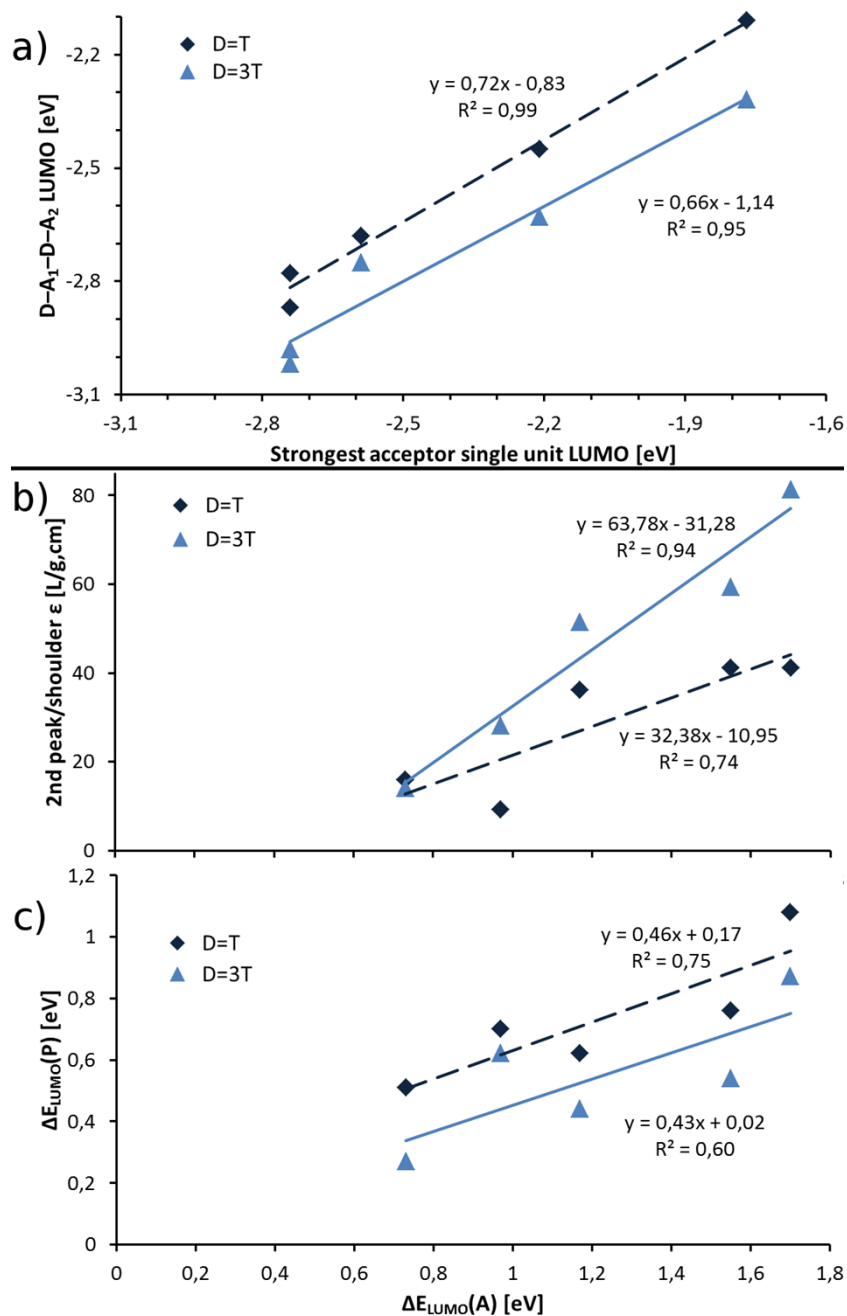 a)
D=T
D=3T
y = 0,72x - 0,83
R² = 0,99
y = 0,66x - 1,14
R² = 0,95
D–A₁–D–A₂ LUMO [eV]
-2,2
-2,5
-2,8
-3,1
-3,1
-2,8
-2,5
-2,2
-1,9
-1,6
Strongest acceptor single unit LUMO [eV]
b)
D=T
D=3T
y = 63,78x - 31,28
R² = 0,94
y = 32,38x - 10,95
R² = 0,74
2nd peak/shoulder ε [L/g,cm]
80
60
40
20
0
c)
D=T
D=3T
y = 0,46x + 0,17
R² = 0,75
y = 0,43x + 0,02
R² = 0,60
ΔE_LUMO(P) [eV]
1,2
1
0,8
0,6
0,4
0,2
0
0
0,2
0,4
0,6
0,8
1
1,2
1,4
1,6
1,8
ΔE_LUMO(A) [eV]